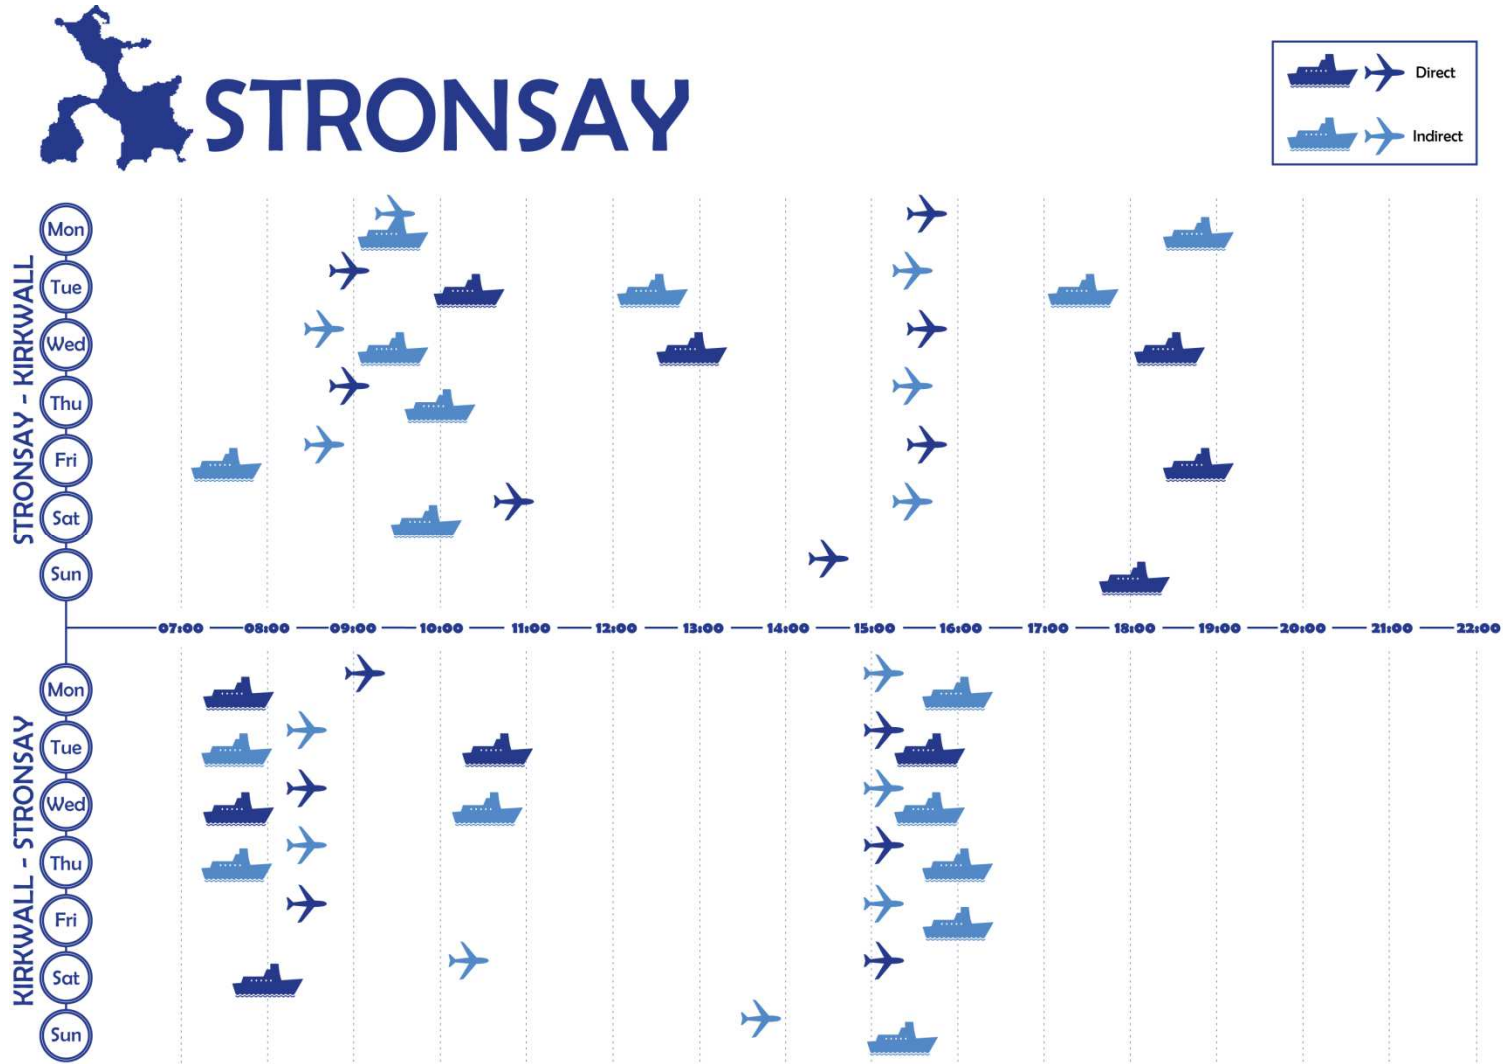 STRONSAY
Direct
Indirect
STRONSAY - KIRKWALL
Mon
Tue
Wed
Thu
Fri
Sat
Sun
07:00 08:00 09:00 10:00 11:00 12:00 13:00 14:00 15:00 16:00 17:00 18:00 19:00 20:00 21:00 22:00
KIRKWALL - STRONSAY
Mon
Tue
Wed
Thu
Fri
Sat
Sun